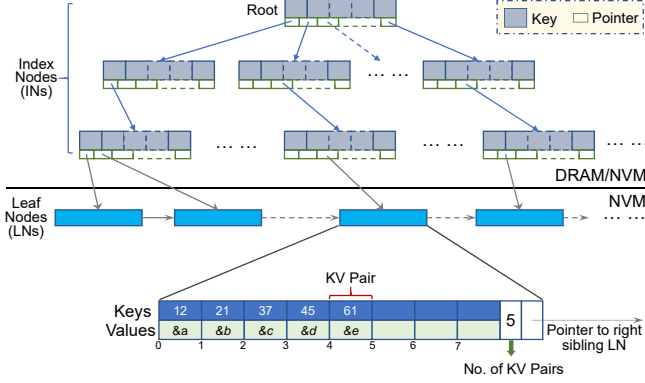 Root
Key
Pointer
Index
Nodes
(INs)
... ...
... ...
... ...
... ...
DRAM/NVM
Leaf
Nodes
(LNs)
NVM
... ...
KV Pair
Keys 12 21 37 45 61
5
Values &a &b &c &d &e
0 1 2 3 4 5 6 7
Pointer to right
sibling LN
No. of KV Pairs